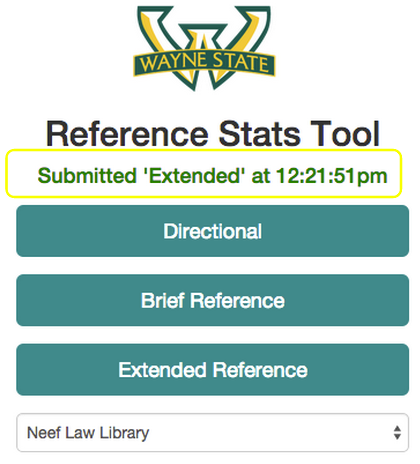 WAYNE STATE
Reference Stats Tool
Submitted 'Extended' at 12:21:51pm
Directional
Brief Reference
Extended Reference
Neef Law Library